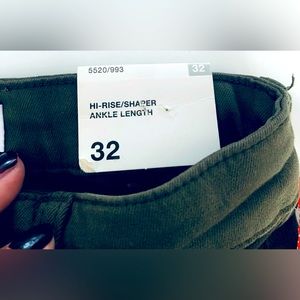 5520/993 32
HI-RISE/SHAPER
ANKLE LENGTH
32